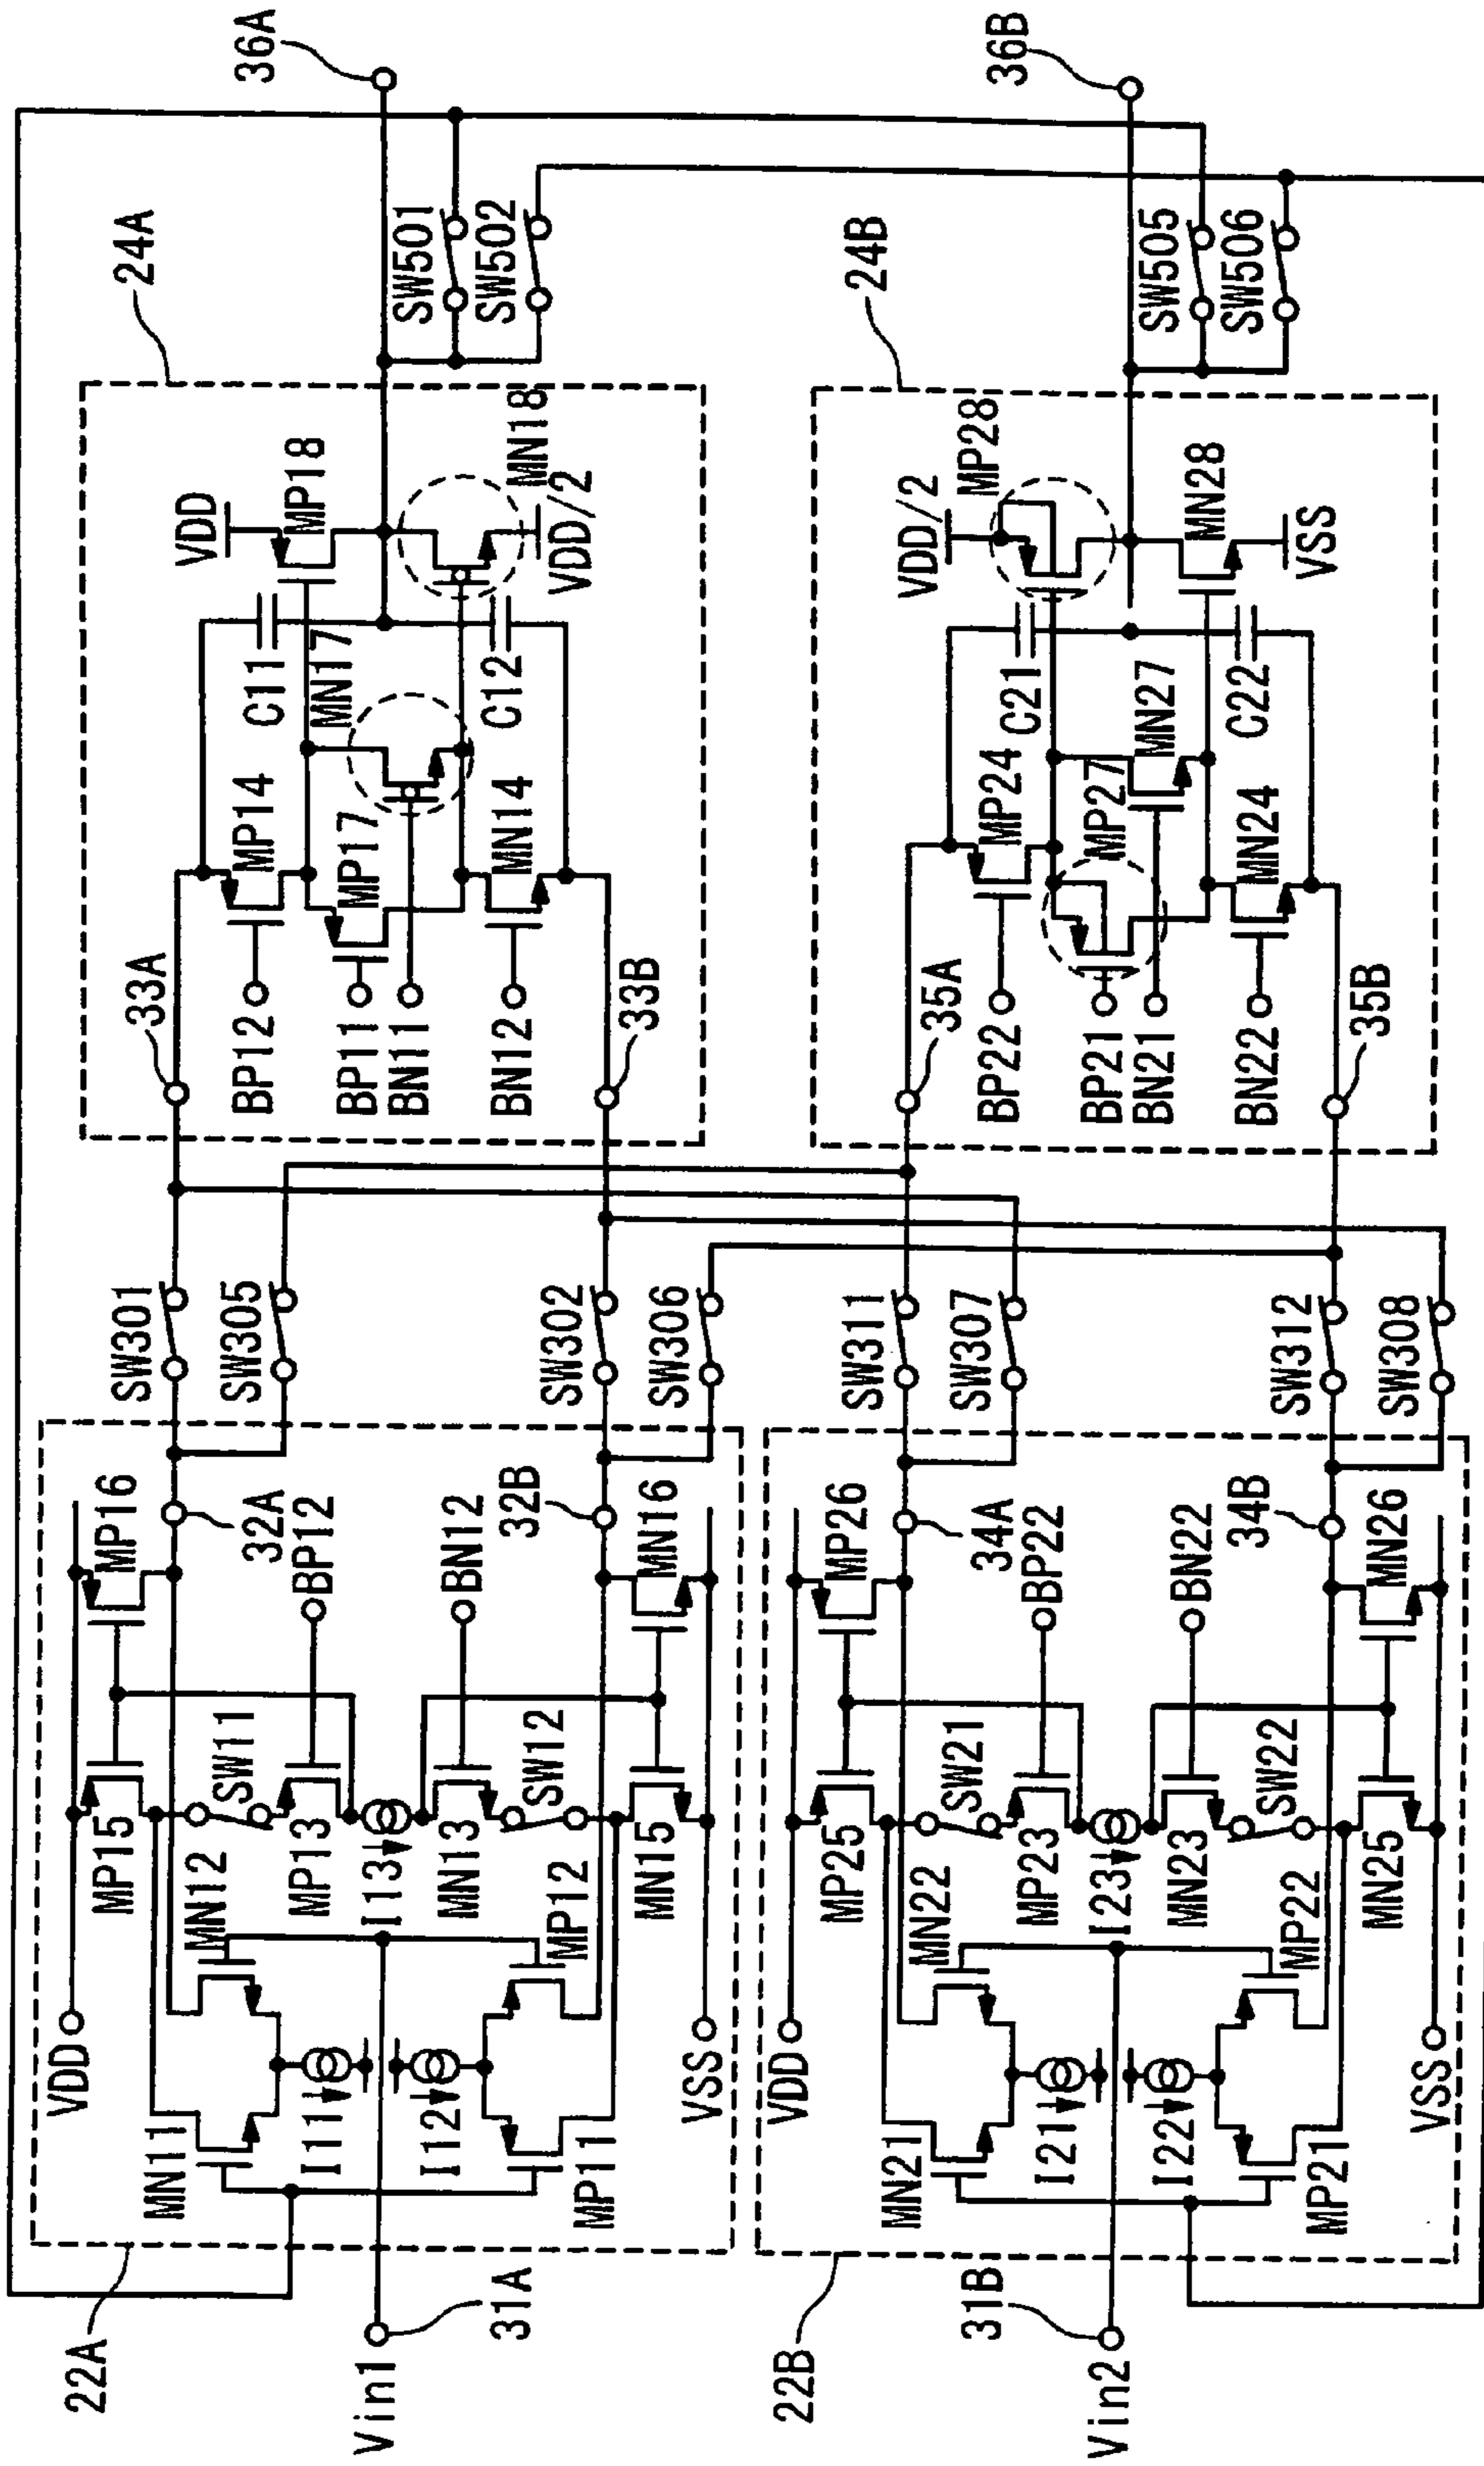 22A
Vin1
31A
MN11
MN12
I11
I12
MP11
MP12
VDD
VSS
MP15
SW11
MP13
I13
MN13
SW12
MN15
MP16
32A
BP12
BN12
32B
MN16
SW301
SW305
SW302
SW306
33A
BP12
BP11
BN11
BN12
33B
MP14
MP17
MN14
C11
MN17
C12
VDD
MP18
MN18
VDD/2
24A
SW501
SW502
36A
22B
Vin2
31B
MN21
MN22
I21
I22
MP21
MP22
VDD
VSS
MP25
SW21
MP23
I23
MN23
SW22
MN25
MP26
34A
BP22
BN22
34B
MN26
SW311
SW307
SW312
SW308
35A
BP22
BP21
BN21
BN22
35B
MP24
MP27
MN24
C21
MN27
C22
VDD/2
MP28
MN28
VSS
24B
SW505
SW506
36B